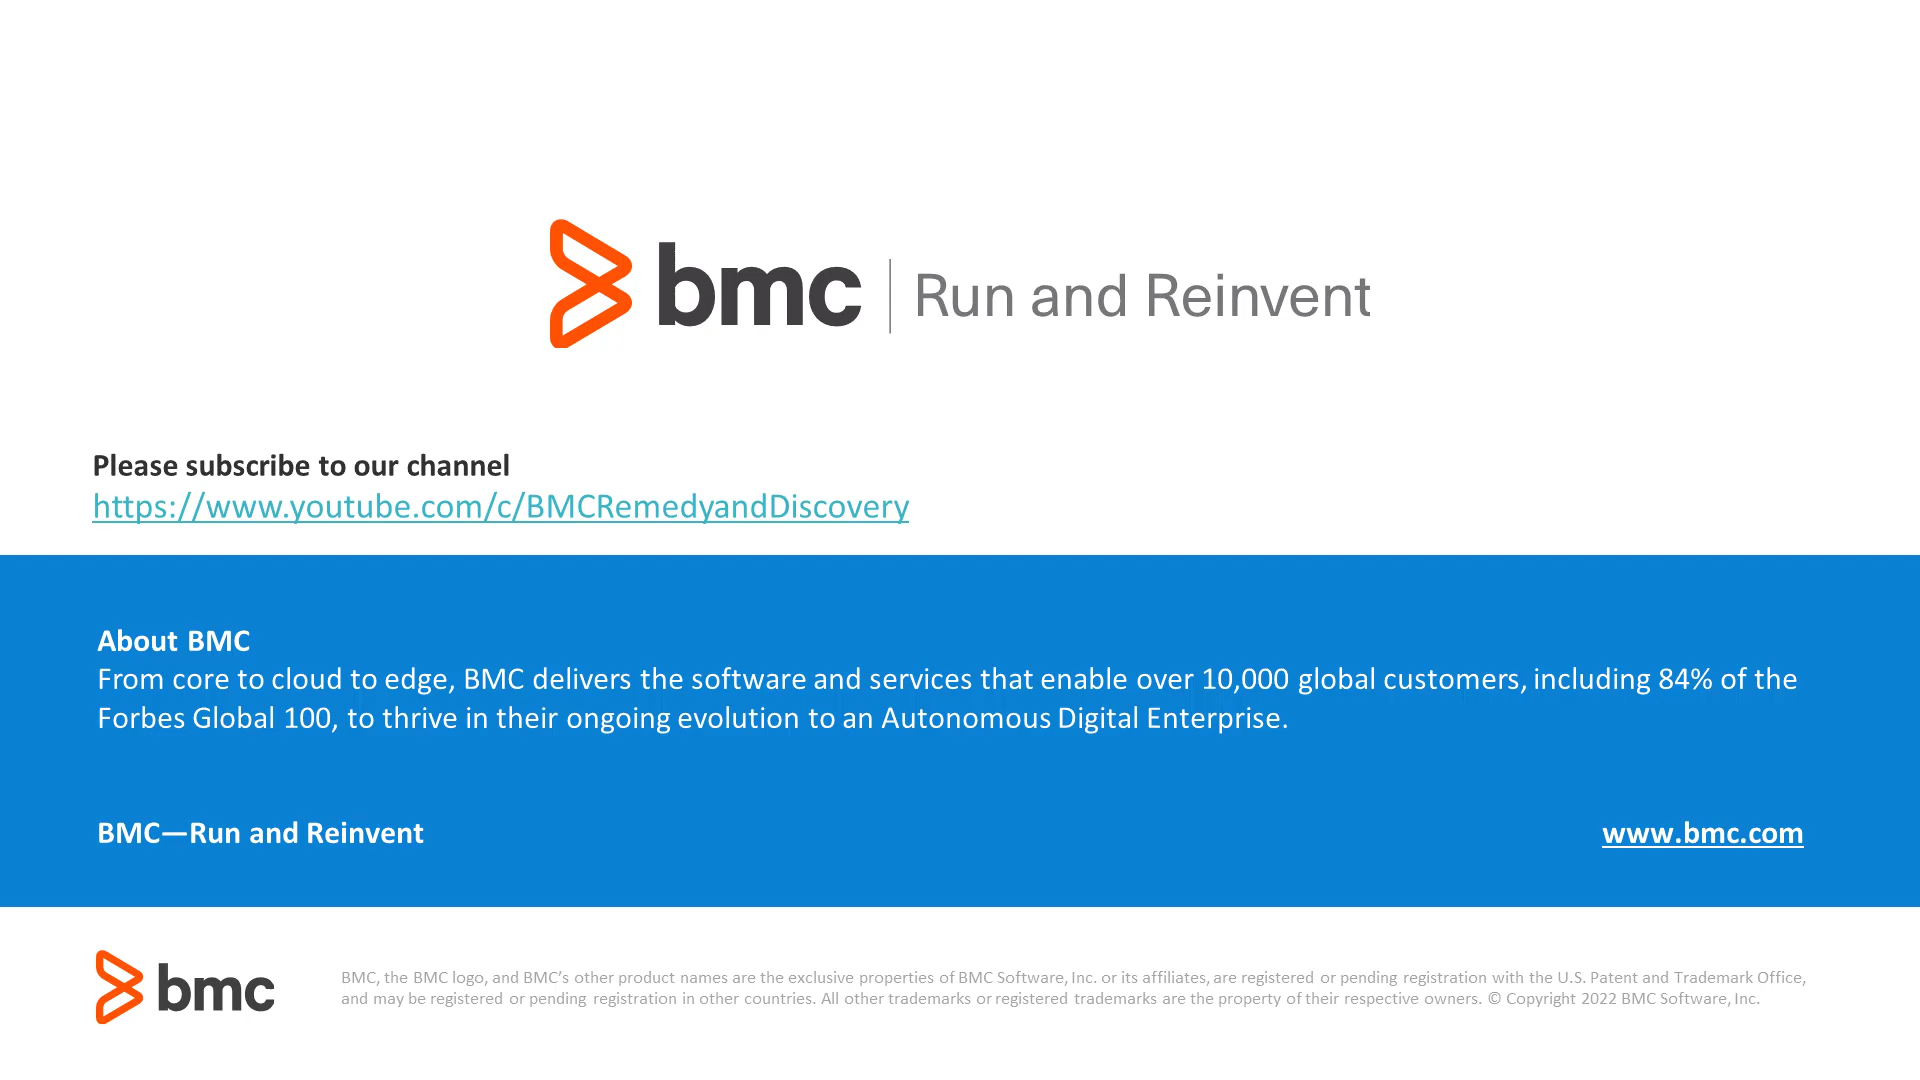 bmc | Run and Reinvent
Please subscribe to our channel
https://www.youtube.com/c/BMCRemedyandDiscovery
About BMC
From core to cloud to edge, BMC delivers the software and services that enable over 10,000 global customers, including 84% of the
Forbes Global 100, to thrive in their ongoing evolution to an Autonomous Digital Enterprise.
BMC—Run and Reinvent
www.bmc.com
bmc
BMC, the BMC logo, and BMC’s other product names are the exclusive properties of BMC Software, Inc. or its affiliates, are registered or pending registration with the U.S. Patent and Trademark Office,
and may be registered or pending registration in other countries. All other trademarks or registered trademarks are the property of their respective owners. © Copyright 2022 BMC Software, Inc.